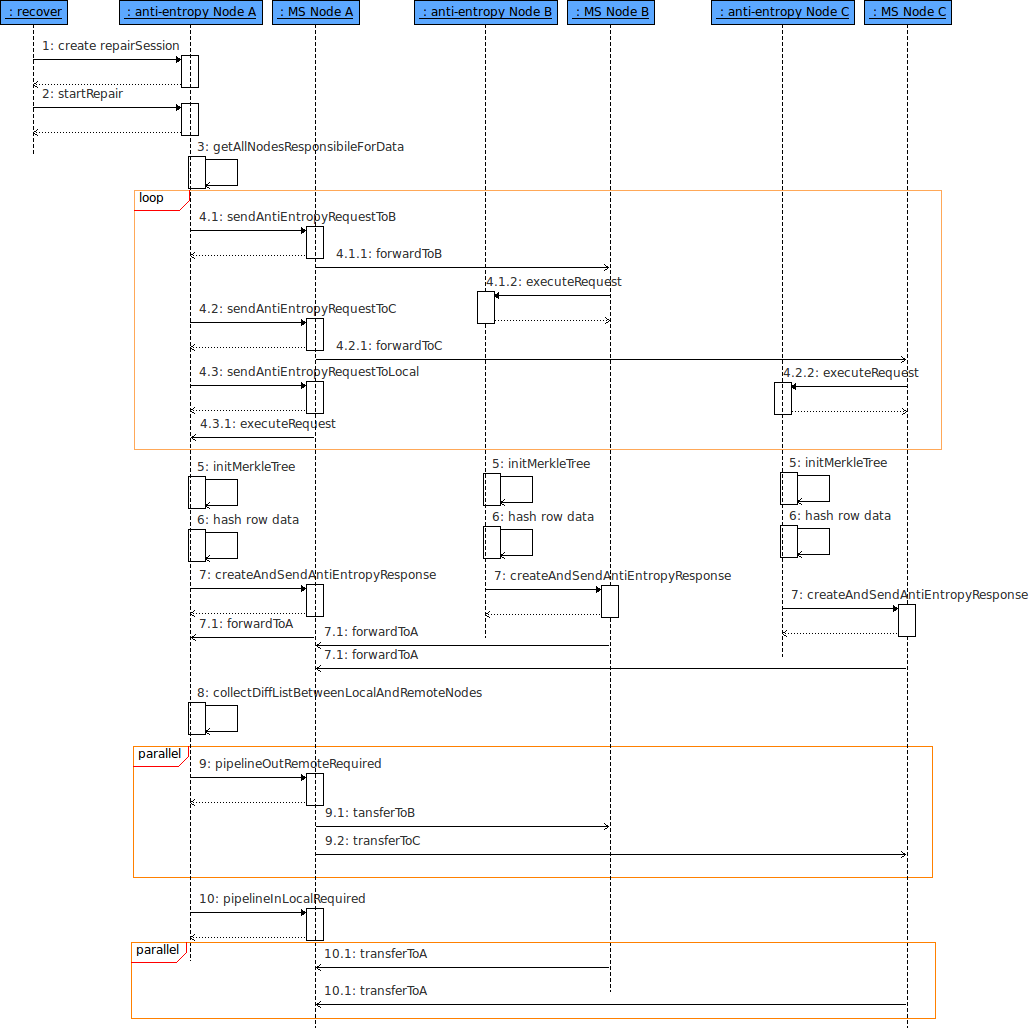 : recover
: anti-entropy Node A
: MS Node A
: anti-entropy Node B
: MS Node B
: anti-entropy Node C
: MS Node C
1: create repairSession
2: startRepair
3: getAllNodesResponsibileForData
loop
4.1: sendAntiEntropyRequestToB
4.1.1: forwardToB
4.1.2: executeRequest
4.2: sendAntiEntropyRequestToC
4.2.1: forwardToC
4.3: sendAntiEntropyRequestToLocal
4.2.2: executeRequest
4.3.1: executeRequest
5: initMerkleTree
5: initMerkleTree
5: initMerkleTree
6: hash row data
6: hash row data
6: hash row data
7: createAndSendAntiEntropyResponse
7: createAndSendAntiEntropyResponse
7: createAndSendAntiEntropyResponse
7.1: forwardToA
7.1: forwardToA
7.1: forwardToA
8: collectDiffListBetweenLocalAndRemoteNodes
parallel
9: pipelineOutRemoteRequired
9.1: tansferToB
9.2: transferToC
10: pipelineInLocalRequired
parallel
10.1: transferToA
10.1: transferToA